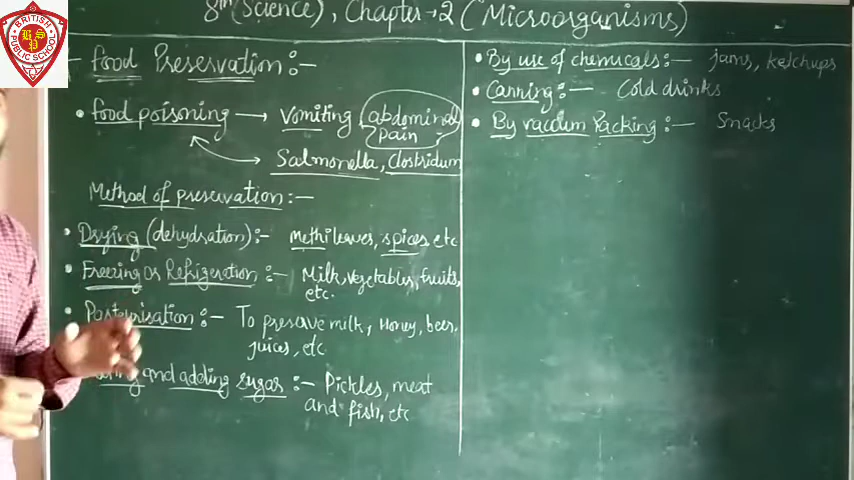 BRITISH
BSP
PUBLIC SCHOOL
8th (Science), Chapter → 2 (Microorganisms)
food Preservation :-
• food poisoning → vomiting, abdominal
pain
Salmonella, Clostridum
Method of preservation :-
• Drying (dehydration) :- methi leaves, spices, etc
• Freezing or Refrigeration :- Milk, vegetables, fruits,
etc.
• Pasteurisation :- To preserve milk, Honey, beer,
juices, etc
and adding sugar :- Pickles, meat
and fish, etc
• By use of chemicals :- jams, ketchups
• Canning :- Cold drinks
• By vaccum Packing :- Snacks